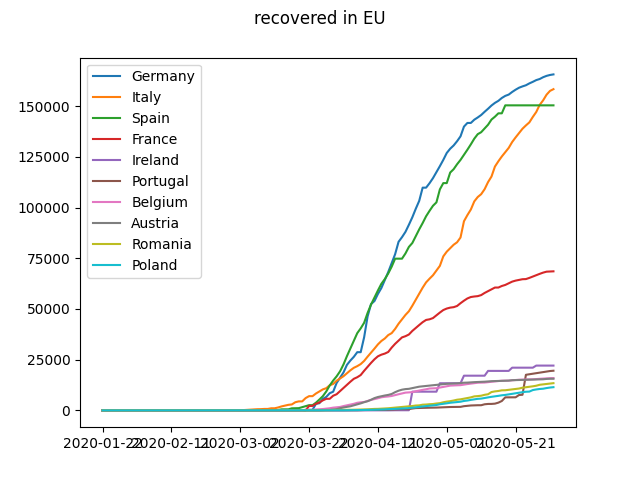 recovered in EU
Germany
Italy
Spain
France
Ireland
Portugal
Belgium
Austria
Romania
Poland
150000
125000
100000
75000
50000
25000
0
2020-01-22 2020-02-11 2020-03-02 2020-03-22 2020-04-11 2020-05-01 2020-05-21